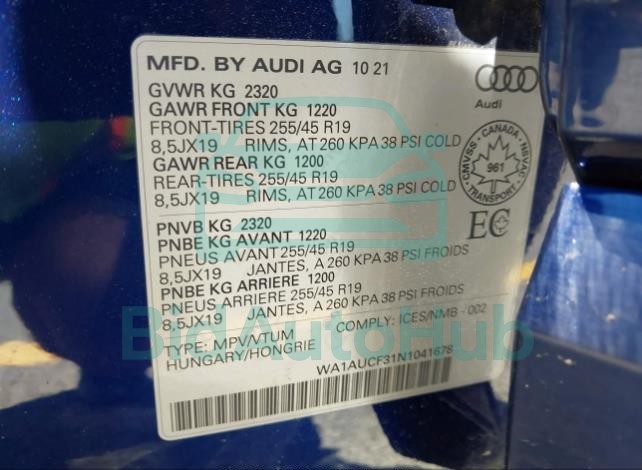 MFD. BY AUDI AG 10 21
GVWR KG 2320
GAWR FRONT KG 1220
FRONT-TIRES 255/45 R19
8,5JX19 RIMS, AT 260 KPA 38 PSI COLD
GAWR REAR KG 1200
REAR-TIRES 255/45 R19
8,5JX19 RIMS, AT 260 KPA 38 PSI COLD
Audi
CMVSS - CANADA - NSVAC
961
TRANSPORT
PNVB KG 2320
PNBE KG AVANT 1220
PNEUS AVANT 255/45 R19
8,5JX19 JANTES, A 260 KPA 38 PSI FROIDS
PNBE KG ARRIERE 1200
PNEUS ARRIERE 255/45 R19
8,5JX19 JANTES, A 260 KPA 38 PSI FROIDS
EC
TYPE: MPV/VTUM COMPLY: ICES/NMB - 002
HUNGARY/HONGRIE
WA1AUCF31N1041678
BidAutoHub